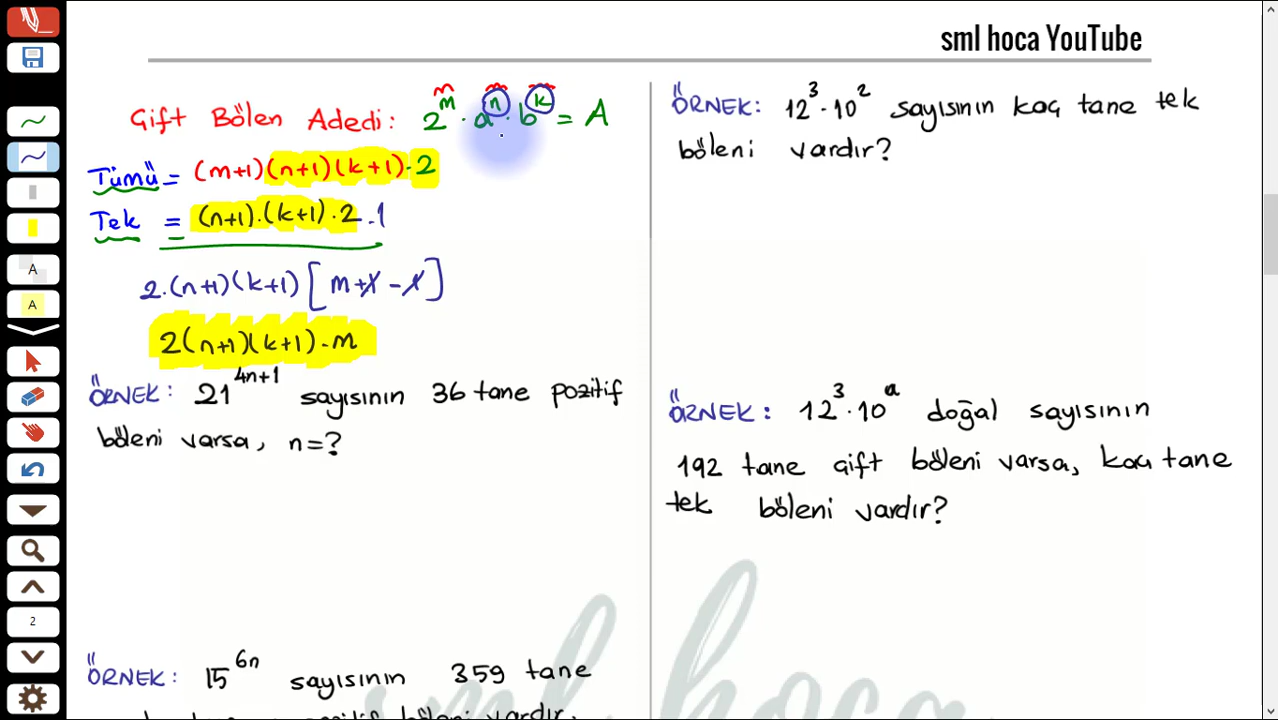 sml hoca YouTube
Çift Bölen Adedi: 2^m . a^n . b^k = A
Tümü = (m+1)(n+1)(k+1).2
Tek = (n+1).(k+1).2 .1
2.(n+1)(k+1)[m+1-1]
2(n+1)(k+1).m
ÖRNEK: 21^4n+1 sayısının 36 tane pozitif
böleni varsa, n=?
ÖRNEK: 15^6n sayısının 359 tane
ÖRNEK: 12^3 . 10^2 sayısının kaç tane tek
böleni vardır?
ÖRNEK: 12^3 . 10^a doğal sayısının
192 tane çift böleni varsa, kaç tane
tek böleni vardır?
A
A
2
sml hoca